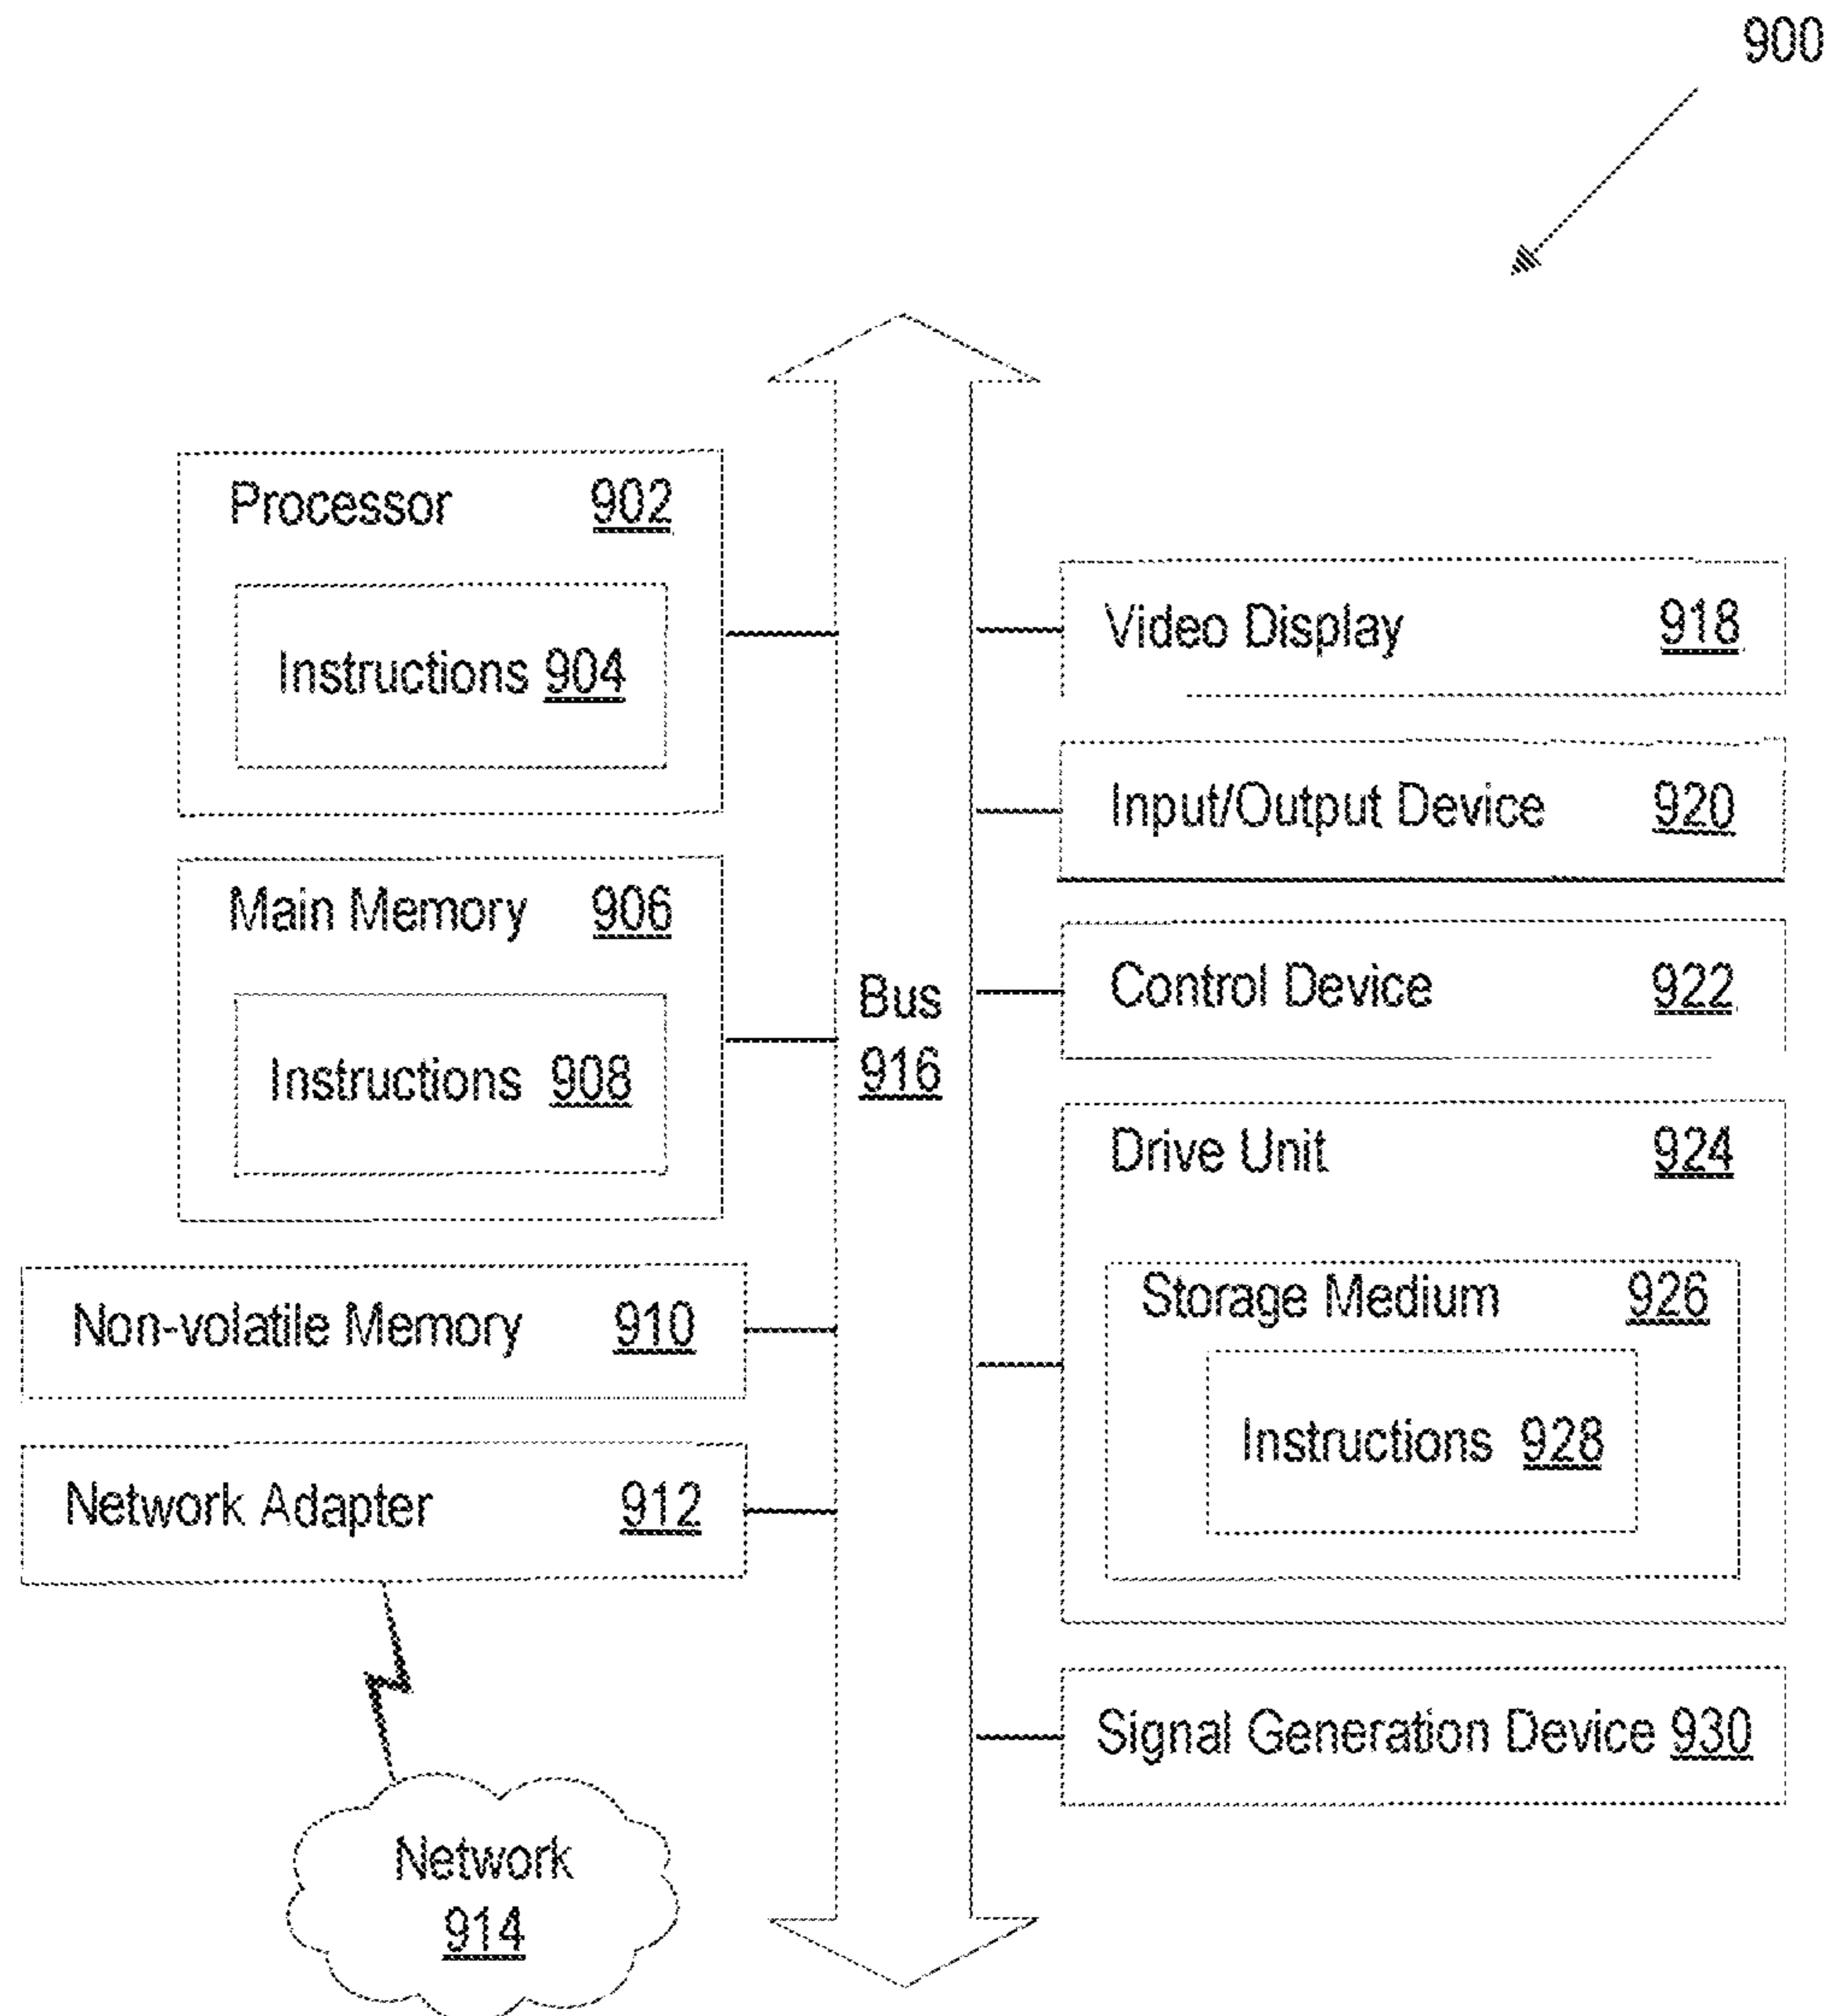 900
Processor 902
Instructions 904
Main Memory 906
Instructions 908
Non-volatile Memory 910
Network Adapter 912
Network
914
Bus
916
Video Display 918
Input/Output Device 920
Control Device 922
Drive Unit 924
Storage Medium 926
Instructions 928
Signal Generation Device 930